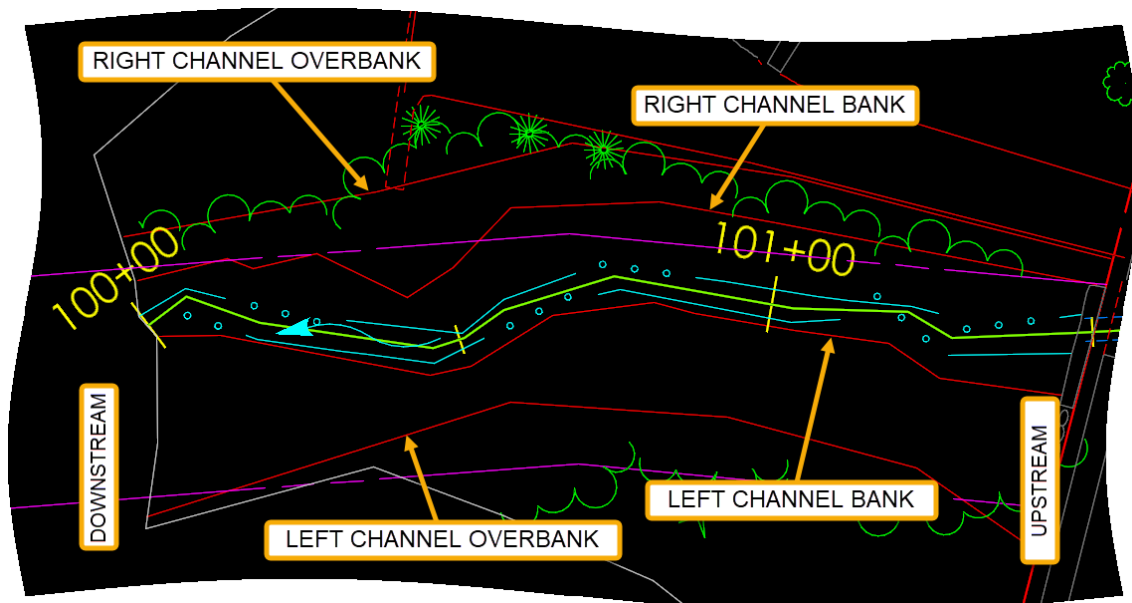 RIGHT CHANNEL OVERBANK
RIGHT CHANNEL BANK
100+00
101+00
DOWNSTREAM
UPSTREAM
LEFT CHANNEL BANK
LEFT CHANNEL OVERBANK